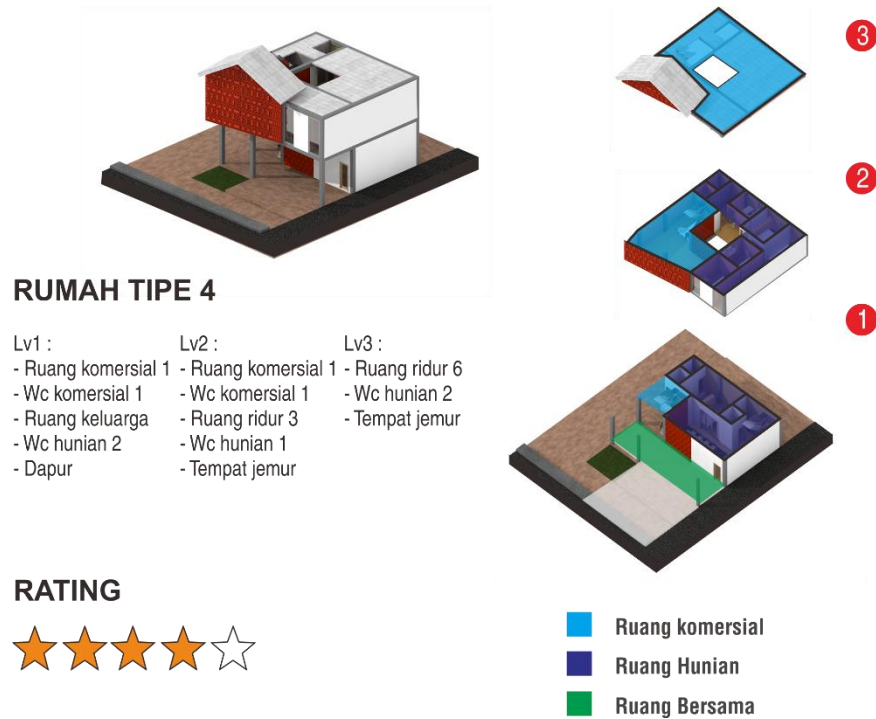 3
2
1
RUMAH TIPE 4
Lv1 :
- Ruang komersial 1
- Wc komersial 1
- Ruang keluarga
- Wc hunian 2
- Dapur
Lv2 :
- Ruang komersial 1
- Wc komersial 1
- Ruang ridur 3
- Wc hunian 1
- Tempat jemur
Lv3 :
- Ruang ridur 6
- Wc hunian 2
- Tempat jemur
RATING
Ruang komersial
Ruang Hunian
Ruang Bersama